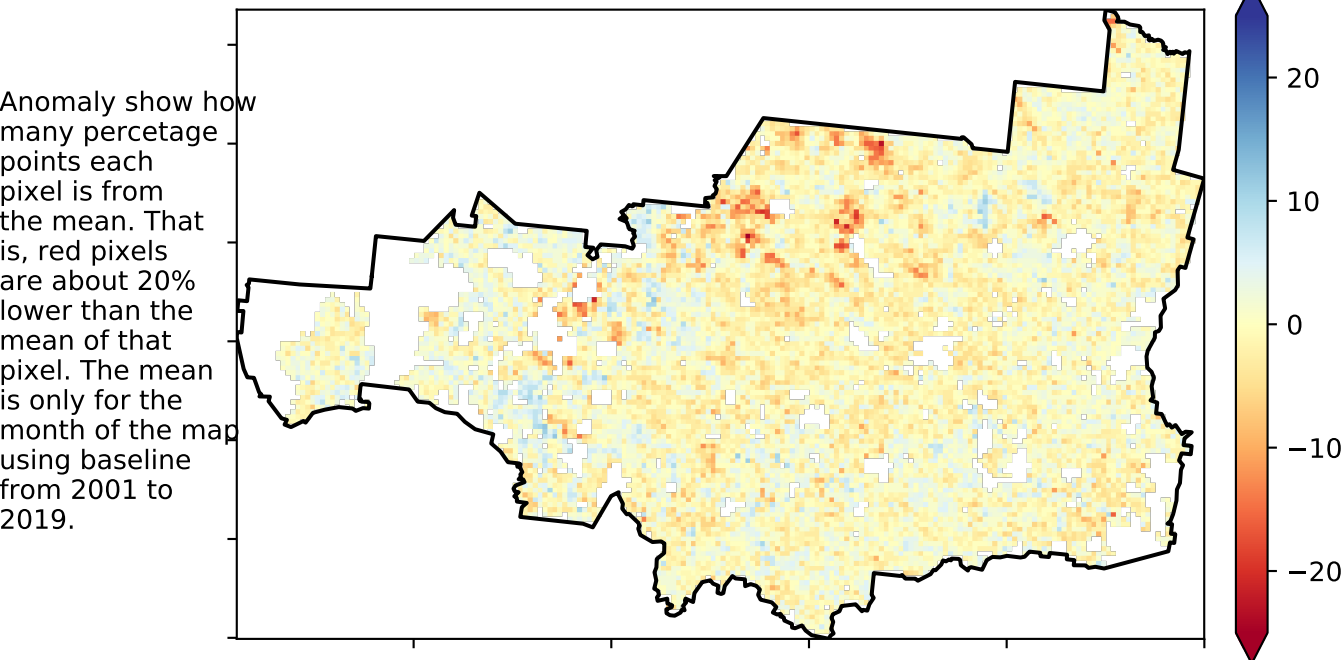 Anomaly show how
many percetage
points each
pixel is from
the mean. That
is, red pixels
are about 20%
lower than the
mean of that
pixel. The mean
is only for the
month of the map
using baseline
from 2001 to
2019.
20
10
0
−10
−20